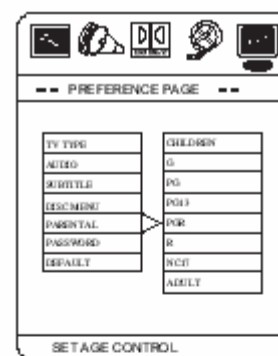 -- PREFERENCE PAGE --
TV TYPE
AUDIO
SUBTITLE
DISC MENU
PARENTAL
PASSWORD
DEFAULT
CHILDREN
G
PG
PG13
PGR
R
NC17
ADULT
SET AGE CONTROL